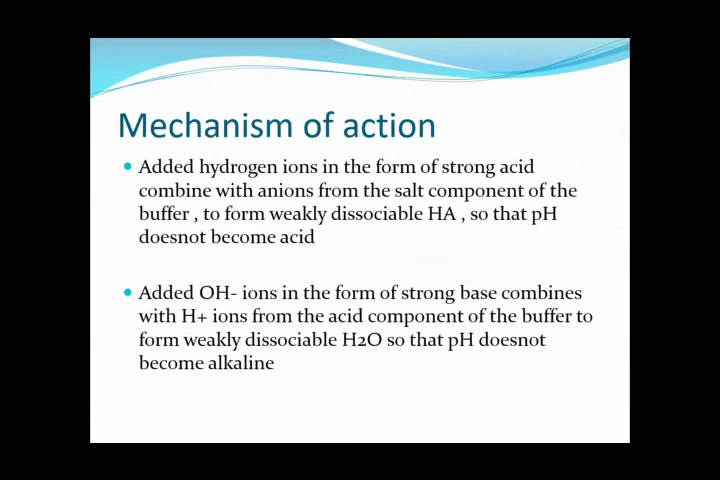 Mechanism of action
Added hydrogen ions in the form of strong acid
combine with anions from the salt component of the
buffer , to form weakly dissociable HA , so that pH
doesnot become acid
Added OH- ions in the form of strong base combines
with H+ ions from the acid component of the buffer to
form weakly dissociable H2O so that pH doesnot
become alkaline